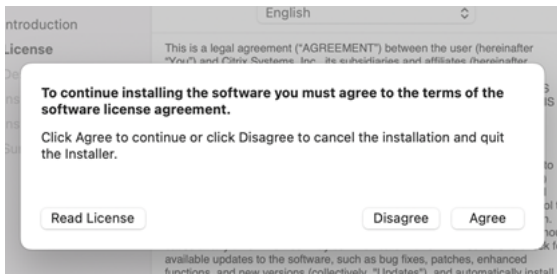 English
Introduction
License
This is a legal agreement ("AGREEMENT") between the user (hereinafter
"You") and Citrix Systems, Inc., its subsidiaries and affiliates (hereinafter
To continue installing the software you must agree to the terms of the
software license agreement.
Click Agree to continue or click Disagree to cancel the installation and quit
the Installer.
Read License
Disagree
Agree
available updates to the software, such as bug fixes, patches, enhanced
functions, and new versions (collectively, "Updates"), and automatically install